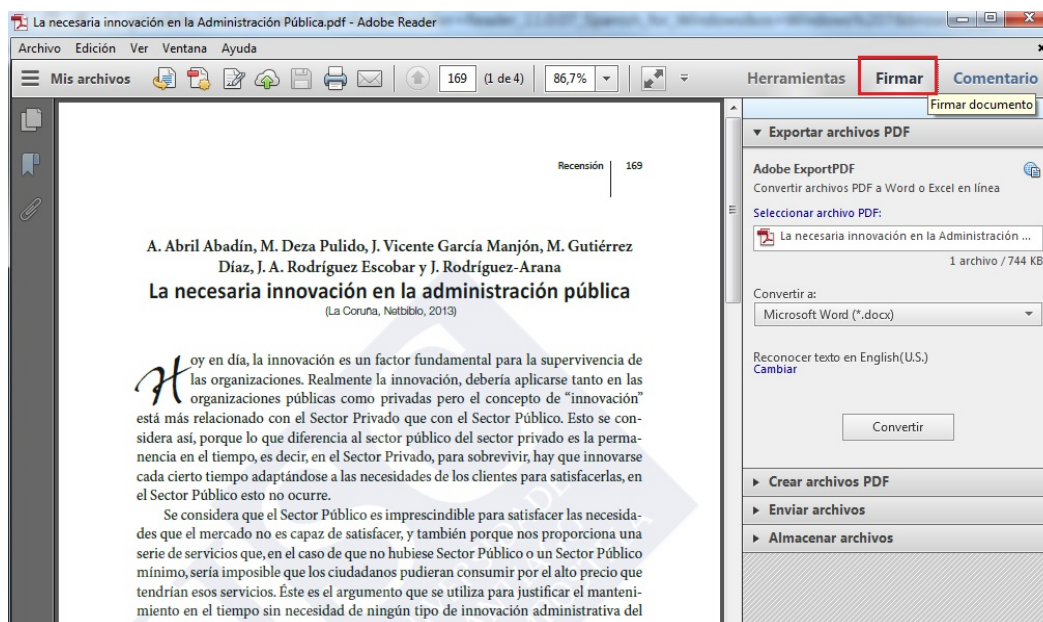 La necesaria innovación en la Administración Pública.pdf - Adobe Reader
Archivo Edición Ver Ventana Ayuda
Mis archivos 169 (1 de 4) 86,7% Herramientas Firmar Comentario
Firmar documento
Recensión 169
A. Abril Abadín, M. Deza Pulido, J. Vicente García Manjón, M. Gutiérrez
Díaz, J. A. Rodríguez Escobar y J. Rodríguez-Arana
La necesaria innovación en la administración pública
(La Coruña, Netbiblo, 2013)
Hoy en día, la innovación es un factor fundamental para la supervivencia de
las organizaciones. Realmente la innovación, debería aplicarse tanto en las
organizaciones públicas como privadas pero el concepto de “innovación”
está más relacionado con el Sector Privado que con el Sector Público. Esto se con-
sidera así, porque lo que diferencia al sector público del sector privado es la perma-
nencia en el tiempo, es decir, en el Sector Privado, para sobrevivir, hay que innovarse
cada cierto tiempo adaptándose a las necesidades de los clientes para satisfacerlas, en
el Sector Público esto no ocurre.
Se considera que el Sector Público es imprescindible para satisfacer las necesida-
des que el mercado no es capaz de satisfacer, y también porque nos proporciona una
serie de servicios que, en el caso de que no hubiese Sector Público o un Sector Público
mínimo, sería imposible que los ciudadanos pudieran consumir por el alto precio que
tendrían esos servicios. Éste es el argumento que se utiliza para justificar el manteni-
miento en el tiempo sin necesidad de ningún tipo de innovación administrativa del
Exportar archivos PDF
Adobe ExportPDF
Convertir archivos PDF a Word o Excel en línea
Seleccionar archivo PDF:
La necesaria innovación en la Administración ...
1 archivo / 744 KB
Convertir a:
Microsoft Word (*.docx)
Reconocer texto en English(U.S.)
Cambiar
Convertir
Crear archivos PDF
Enviar archivos
Almacenar archivos